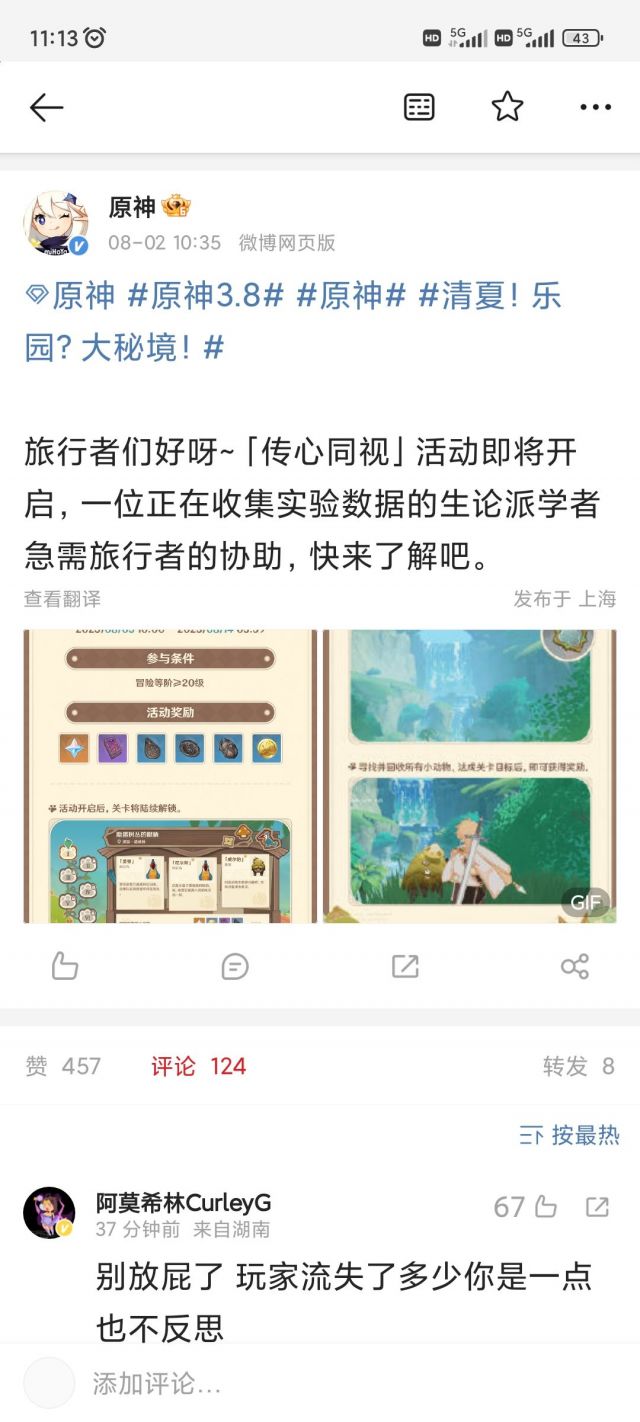 11:13
HD 5G HD 5G 43
原神
08-02 10:35 微博网页版
原神 #原神3.8# #原神# #清夏！乐
园？大秘境！#
旅行者们好呀~「传心同视」活动即将开
启，一位正在收集实验数据的生论派学者
急需旅行者的协助，快来了解吧。
查看翻译
发布于 上海
参与条件
冒险等阶≥20级
活动奖励
活动开启后，关卡将陆续解锁。
寻找并回收所有小动物、达成关卡目标后，即可获得奖励。
GIF
赞 457
评论 124
转发 8
按最热
阿莫希林CurleyG
67
37 分钟前 来自湖南
别放屁了 玩家流失了多少你是一点
也不反思
添加评论...